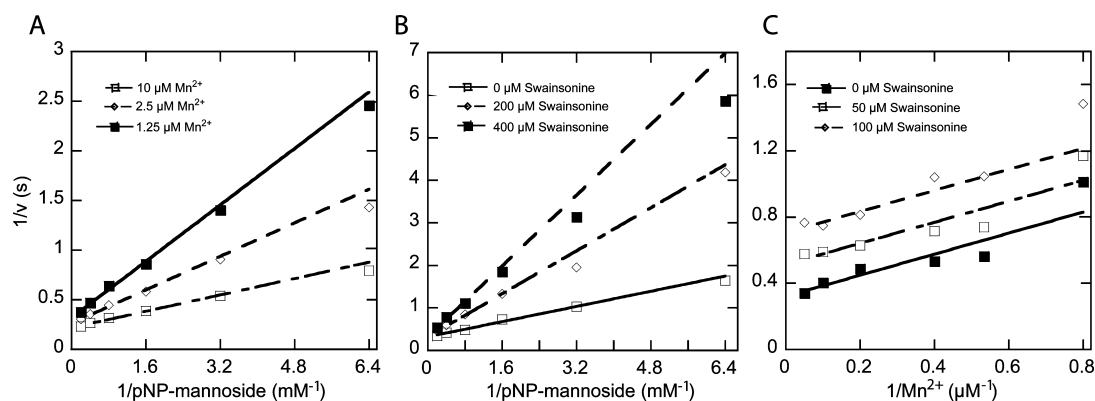 A
B
C
3
2.5
2
1.5
1
0.5
0
10 µM Mn²⁺
2.5 µM Mn²⁺
1.25 µM Mn²⁺
1/v (s)
0 1.6 3.2 4.8 6.4
1/pNP-mannoside (mM⁻¹)
7
6
5
4
3
2
1
0
0 µM Swainsonine
200 µM Swainsonine
400 µM Swainsonine
0 1.6 3.2 4.8 6.4
1/pNP-mannoside (mM⁻¹)
1.6
1.2
0.8
0.4
0
0 µM Swainsonine
50 µM Swainsonine
100 µM Swainsonine
0 0.2 0.4 0.6 0.8
1/Mn²⁺ (µM⁻¹)